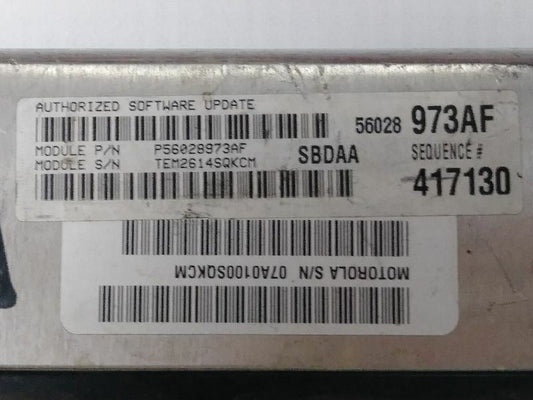 AUTHORIZED SOFTWARE UPDATE
56028 973AF
MODULE P/N P56028973AF
MODULE S/N TEM2614SQKCM
SBDAA
SEQUENCE #
417130
MOTOROLA S/N 07A0100SQKCM